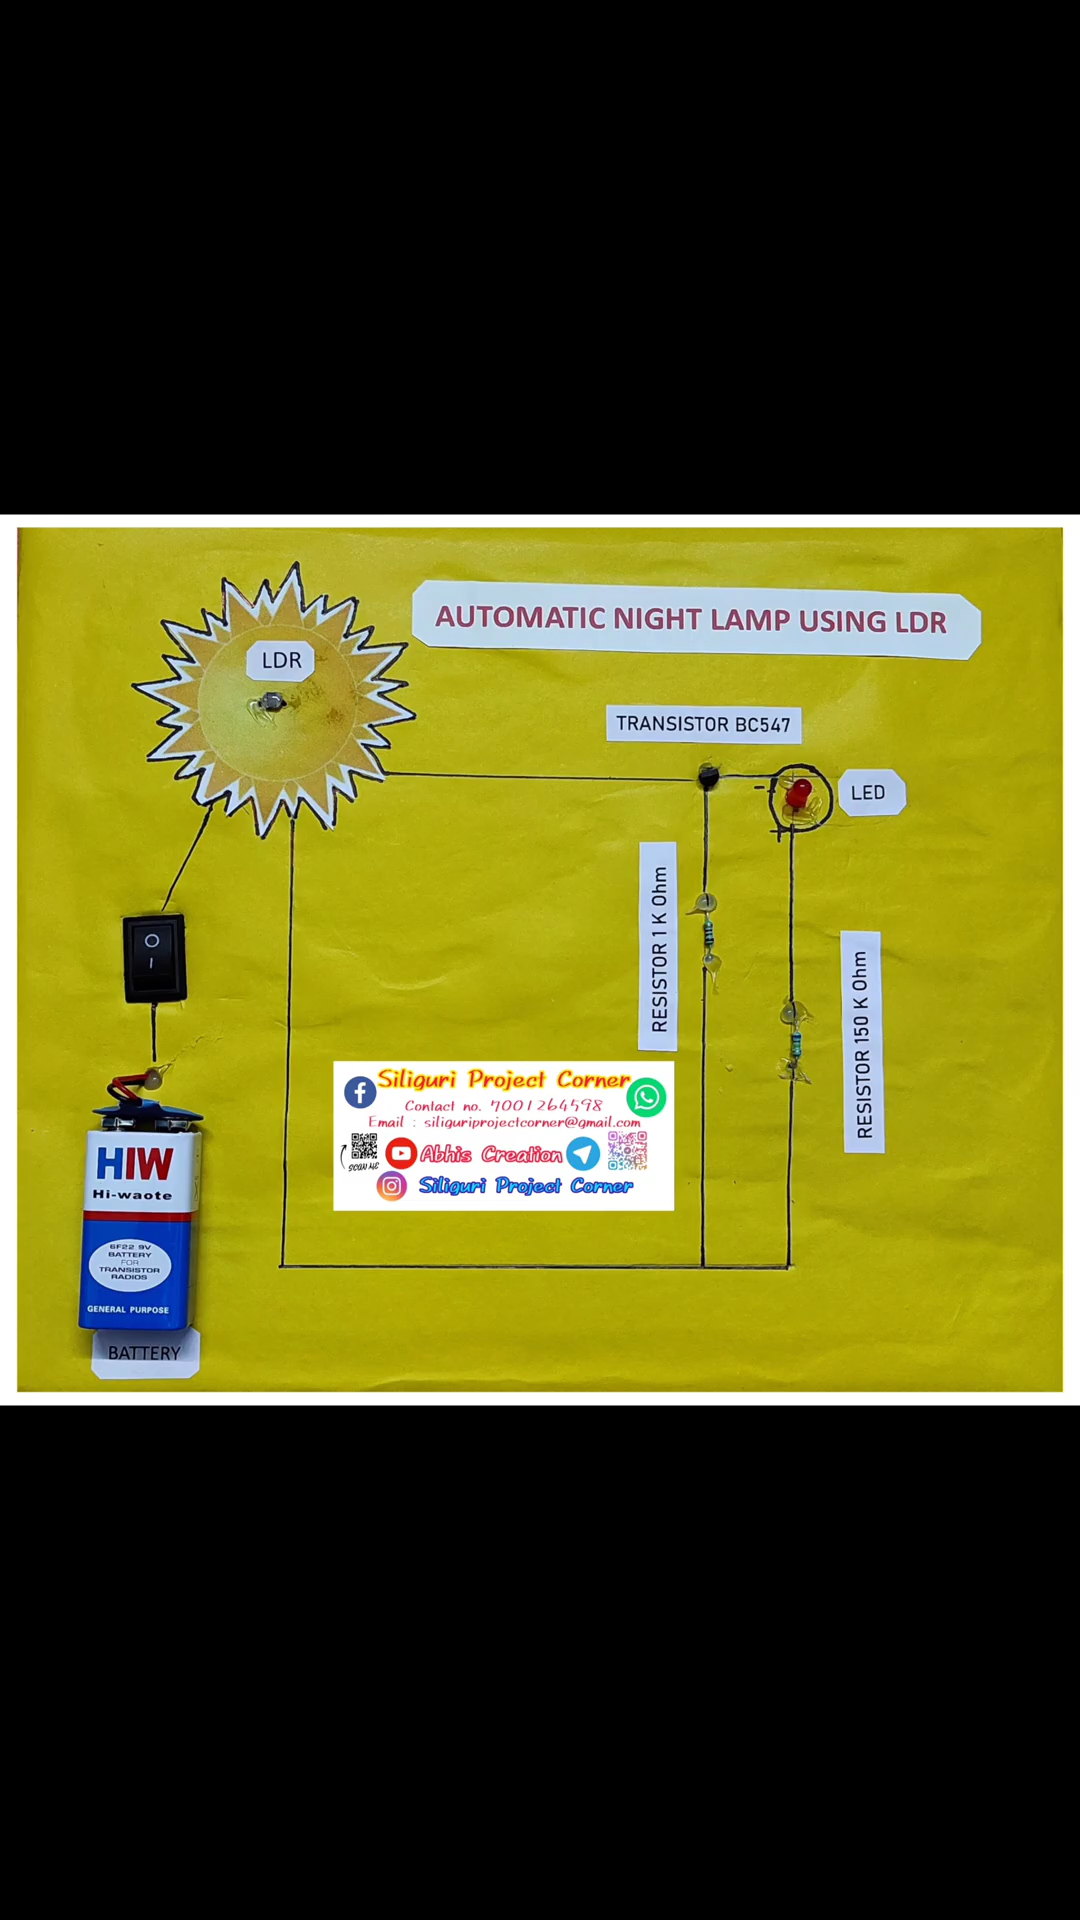 AUTOMATIC NIGHT LAMP USING LDR
LDR
TRANSISTOR BC547
LED
RESISTOR 1 K Ohm
RESISTOR 150 K Ohm
O
I
Siliguri Project Corner
Contact no. 7001264598
Email : siliguriprojectcorner@gmail.com
SCAN ME
Abhis Creation
Siliguri Project Corner
HIW
Hi-waote
6F22 9V
BATTERY
FOR
TRANSISTOR
RADIOS
GENERAL PURPOSE
BATTERY